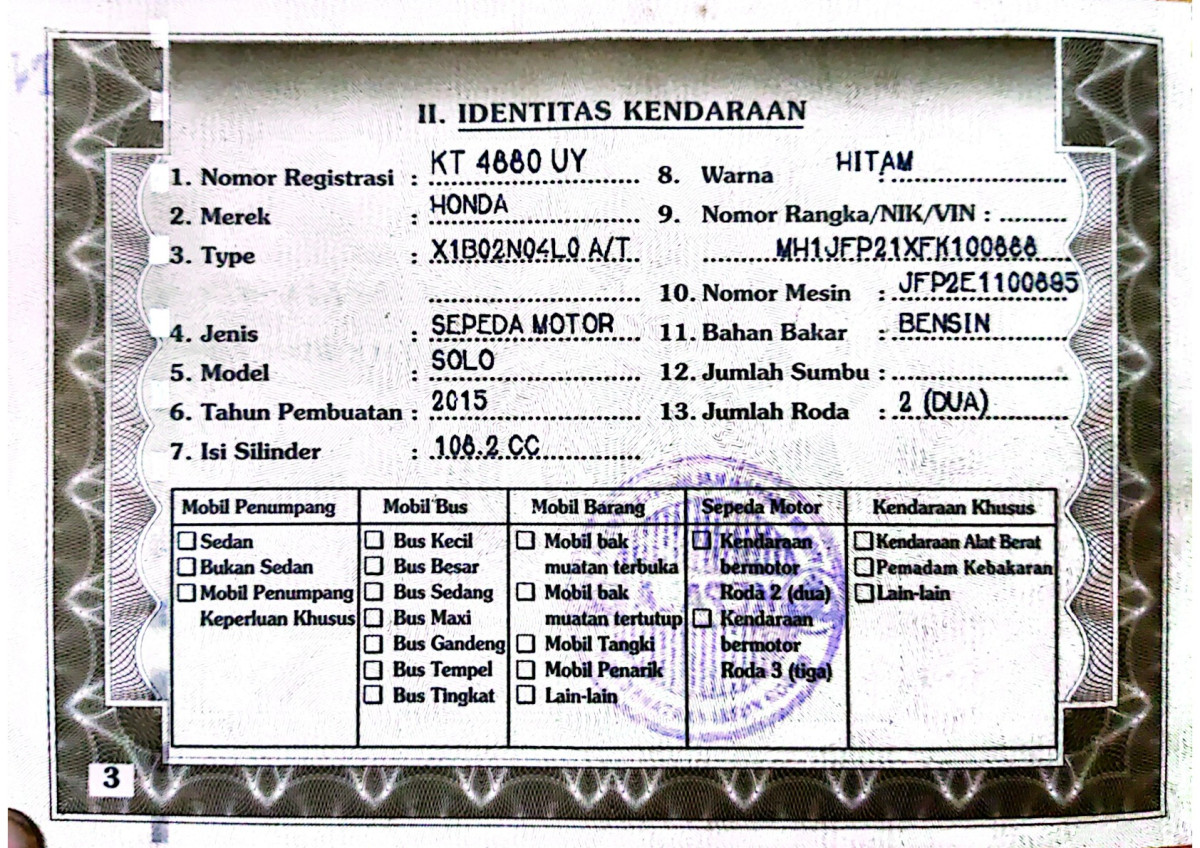 II. IDENTITAS KENDARAAN
1. Nomor Registrasi : KT 4880 UY
2. Merek : HONDA
3. Type : X1B02N04L0 A/T
4. Jenis : SEPEDA MOTOR
5. Model : SOLO
6. Tahun Pembuatan : 2015
7. Isi Silinder : 108.2 CC
8. Warna : HITAM
9. Nomor Rangka/NIK/VIN :
MH1JFP21XFK100888
10. Nomor Mesin : JFP2E1100895
11. Bahan Bakar : BENSIN
12. Jumlah Sumbu :
13. Jumlah Roda : 2 (DUA)
Mobil Penumpang
Sedan
Bukan Sedan
Mobil Penumpang
Keperluan Khusus
Mobil Bus
Bus Kecil
Bus Besar
Bus Sedang
Bus Maxi
Bus Gandeng
Bus Tempel
Bus Tingkat
Mobil Barang
Mobil bak
muatan terbuka
Mobil bak
muatan tertutup
Mobil Tangki
Mobil Penarik
Lain-lain
Sepeda Motor
Kendaraan
bermotor
Roda 2 (dua)
Kendaraan
bermotor
Roda 3 (tiga)
Kendaraan Khusus
Kendaraan Alat Berat
Pemadam Kebakaran
Lain-lain
3